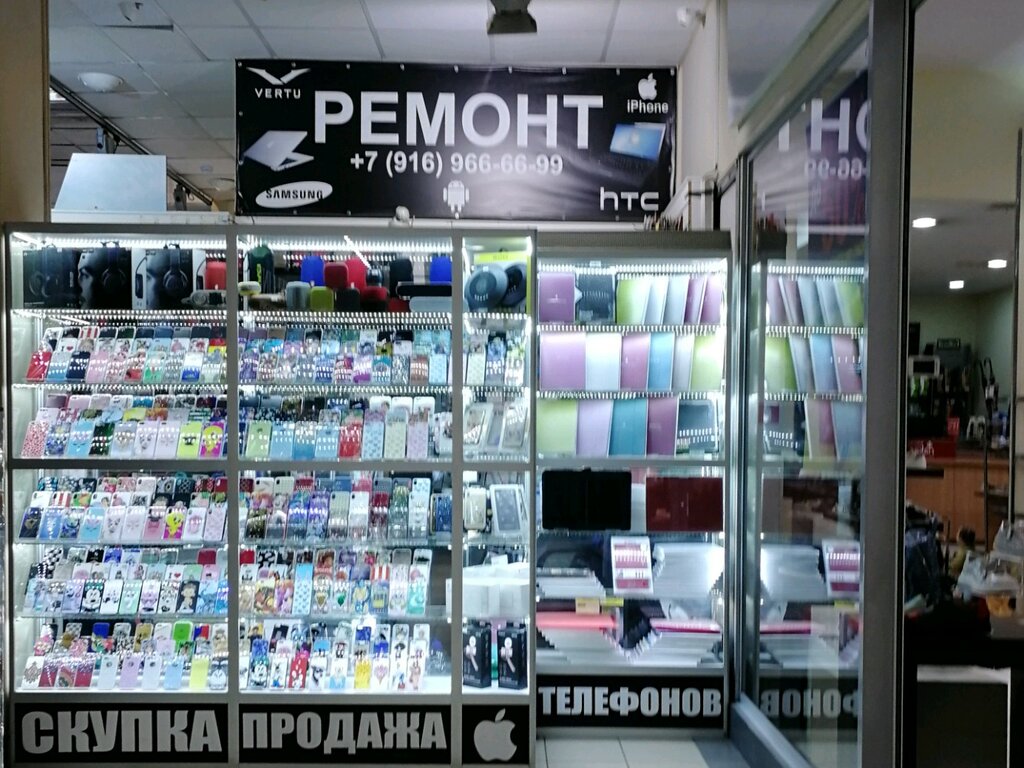 VERTU
РЕМОНТ
iPhone
+7 (916) 966-66-99
SAMSUNG
hTC
СКУПКА
ПРОДАЖА
ТЕЛЕФОНОВ